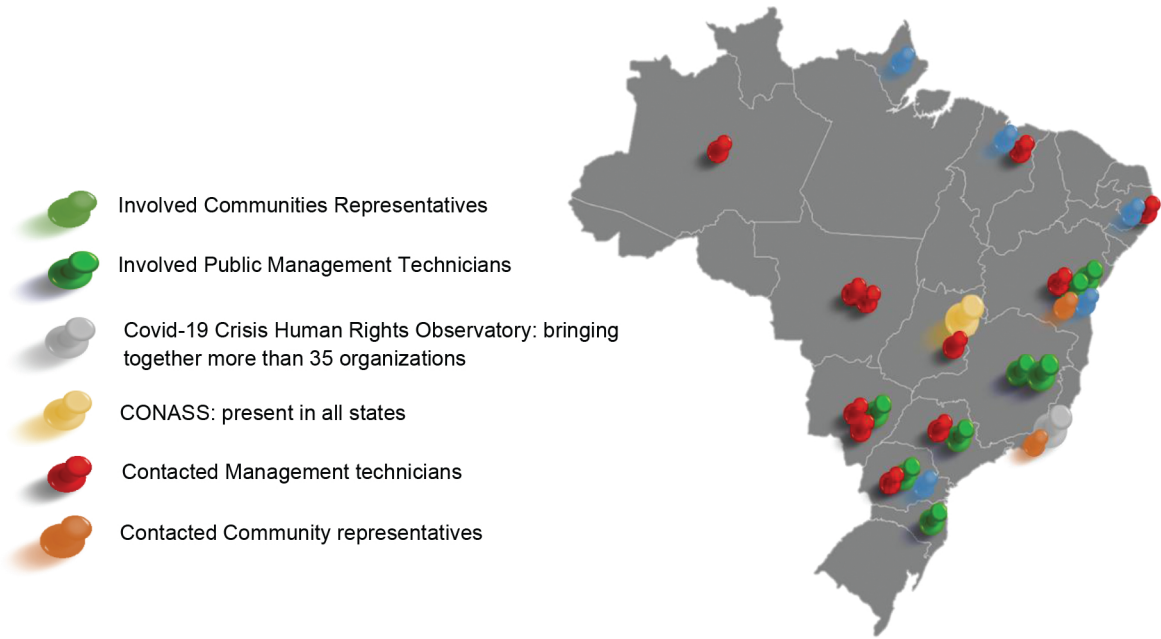 Involved Communities Representatives
Involved Public Management Technicians
Covid-19 Crisis Human Rights Observatory: bringing
together more than 35 organizations
CONASS: present in all states
Contacted Management technicians
Contacted Community representatives